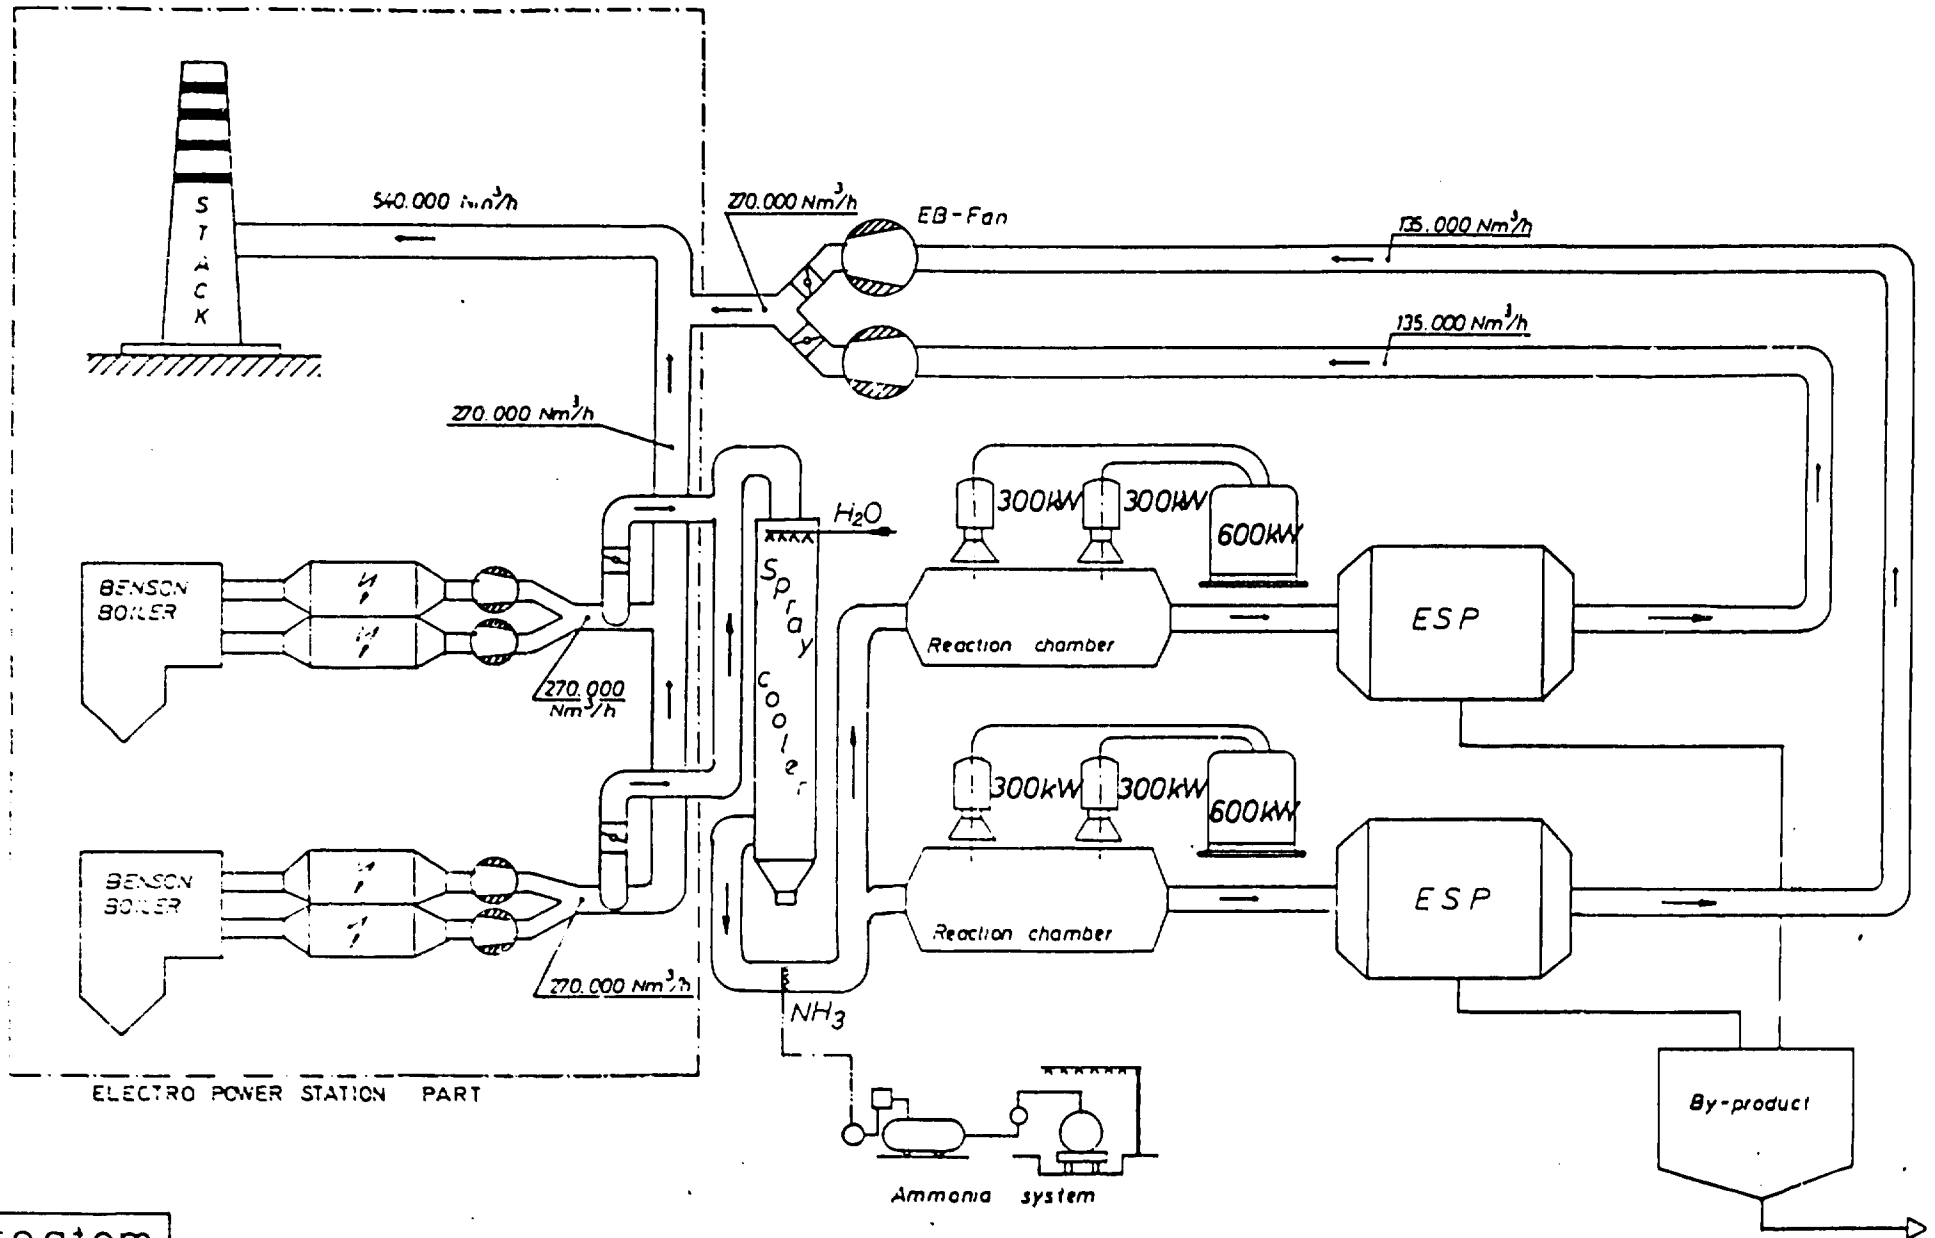 540.000 Nm³/h
270.000 Nm³/h
EB-Fan
135.000 Nm³/h
STACK
135.000 Nm³/h
270.000 Nm³/h
H₂O
300kW
300kW
600kW
Spray cooler
BENSON
BOILER
ESP
Reaction chamber
270.000
Nm³/h
300kW
300kW
600kW
BENSON
BOILER
ESP
Reaction chamber
270.000 Nm³/h
NH₃
ELECTRO POWER STATION PART
By-product
Ammonia system